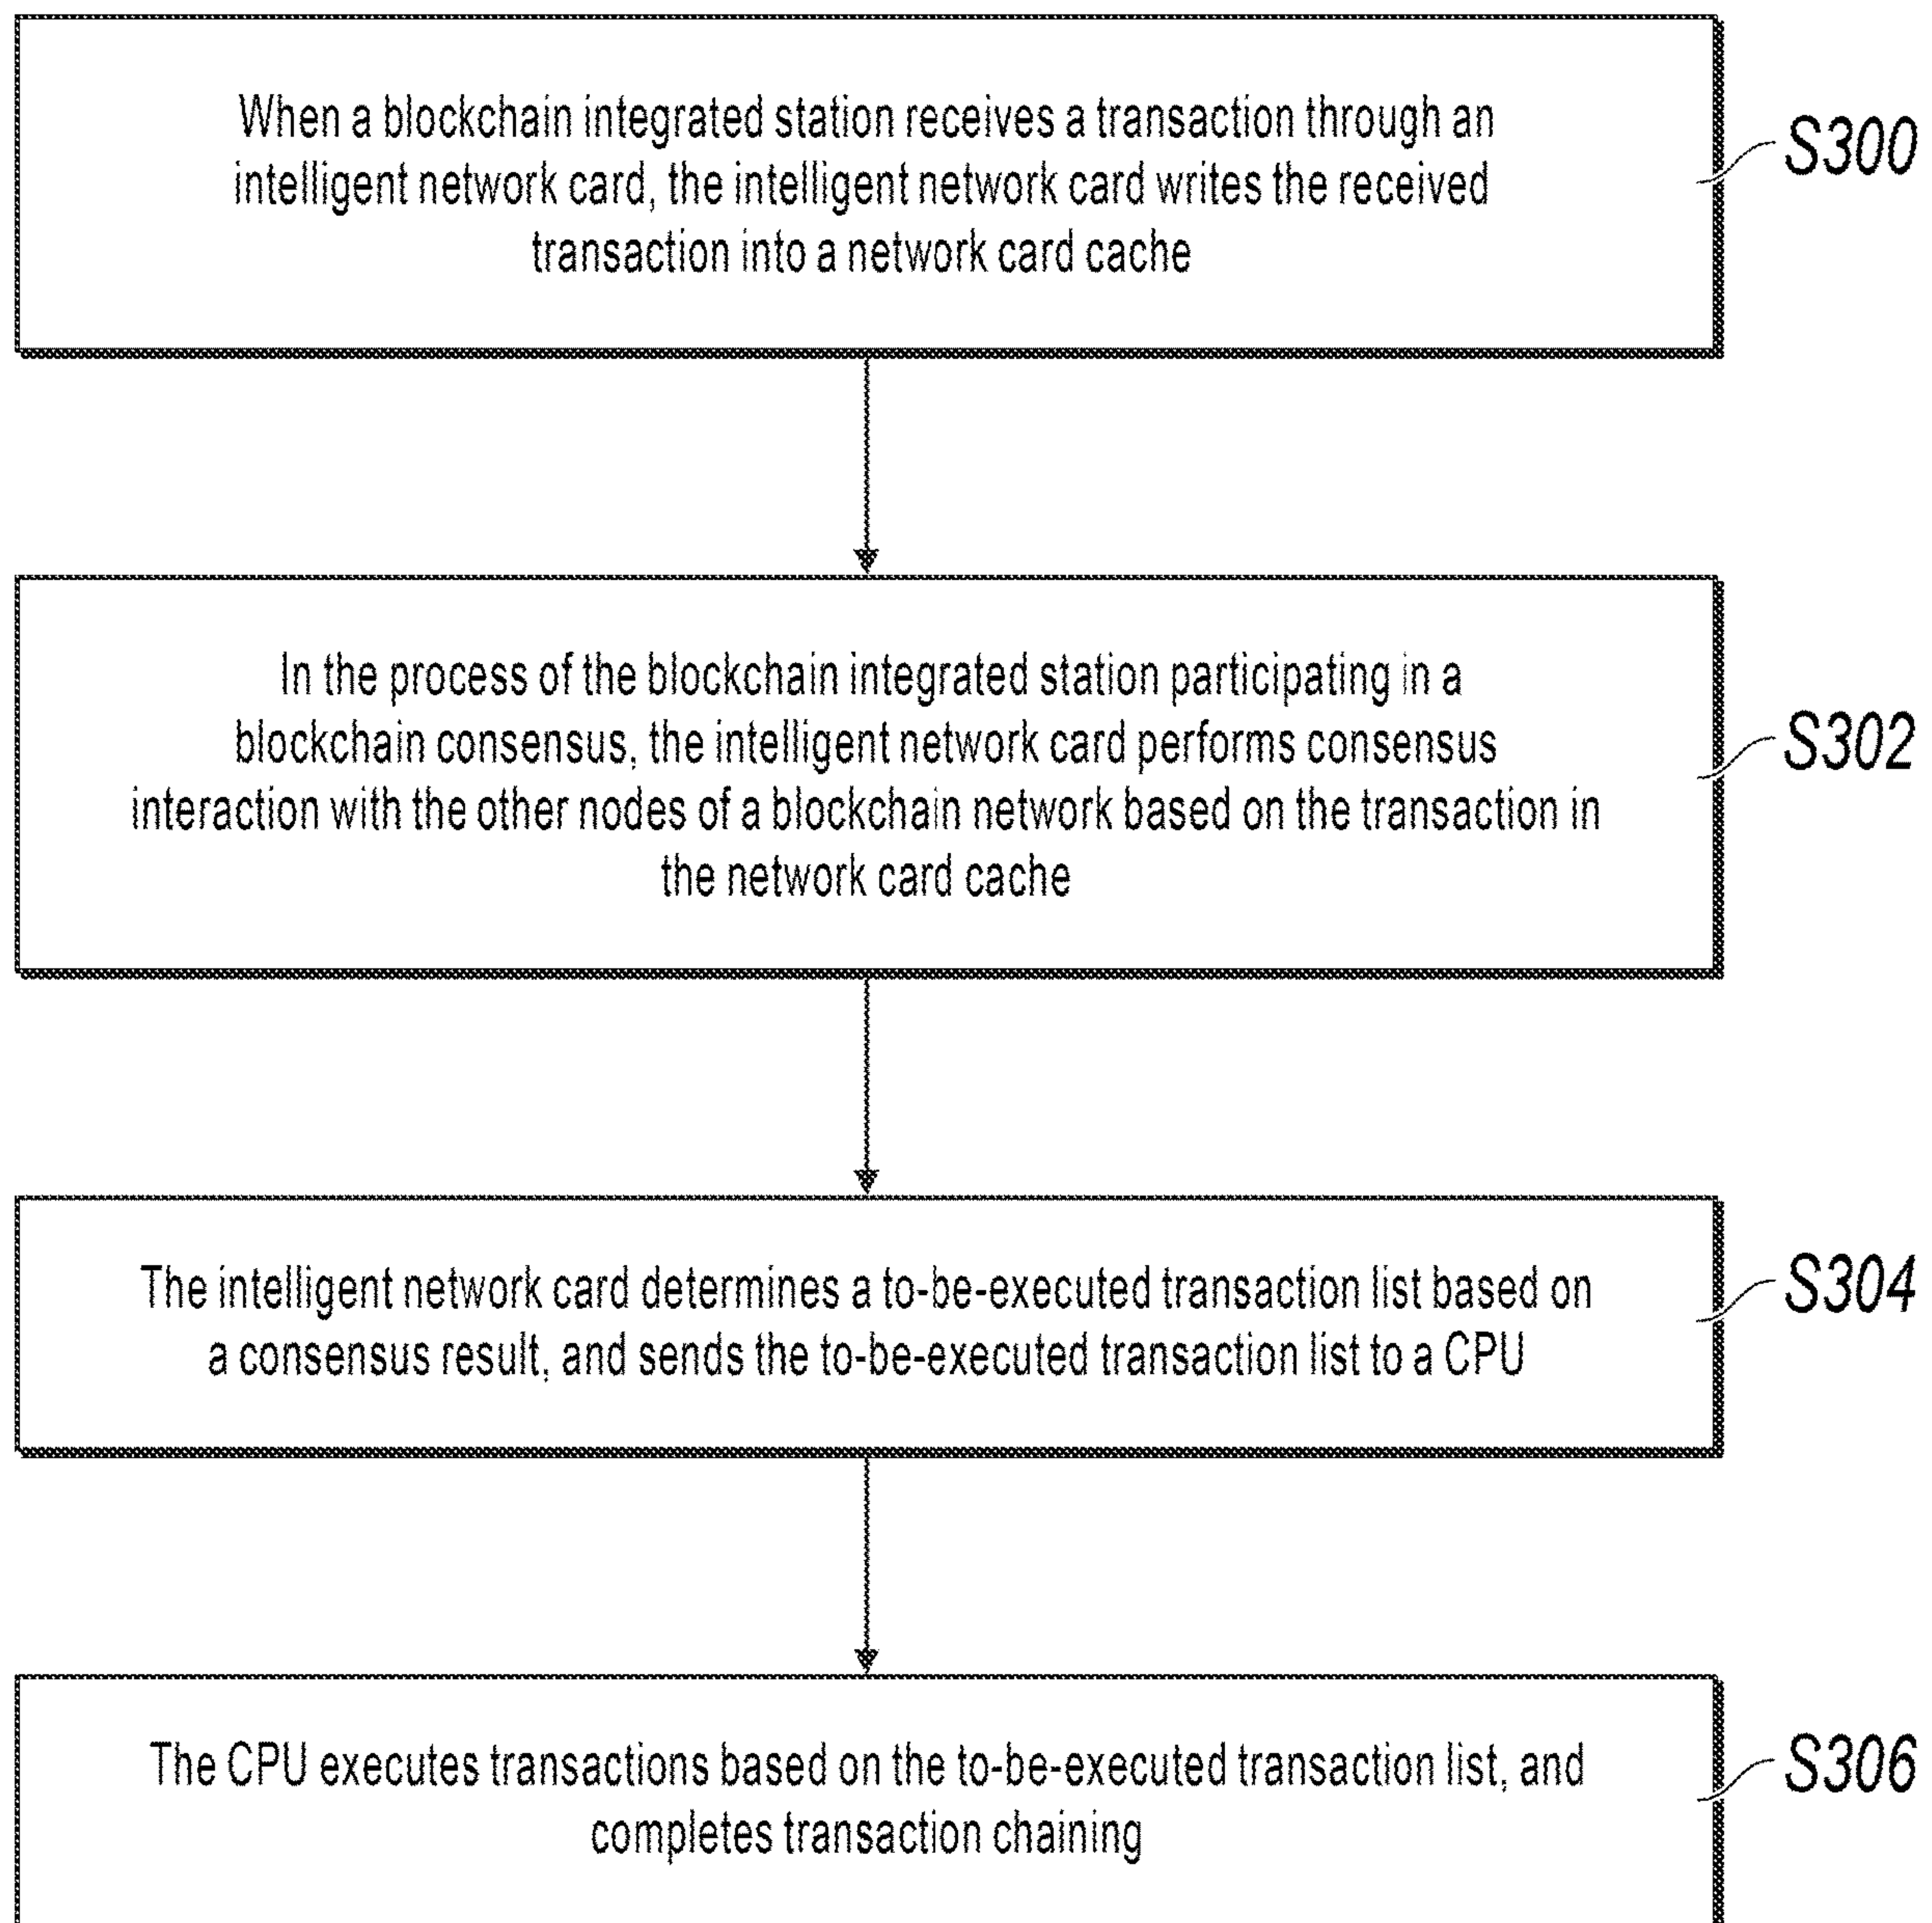 When a blockchain integrated station receives a transaction through an
intelligent network card, the intelligent network card writes the received
transaction into a network card cache
S300
In the process of the blockchain integrated station participating in a
blockchain consensus, the intelligent network card performs consensus
interaction with the other nodes of a blockchain network based on the transaction in
the network card cache
S302
The intelligent network card determines a to-be-executed transaction list based on
a consensus result, and sends the to-be-executed transaction list to a CPU
S304
The CPU executes transactions based on the to-be-executed transaction list, and
completes transaction chaining
S306